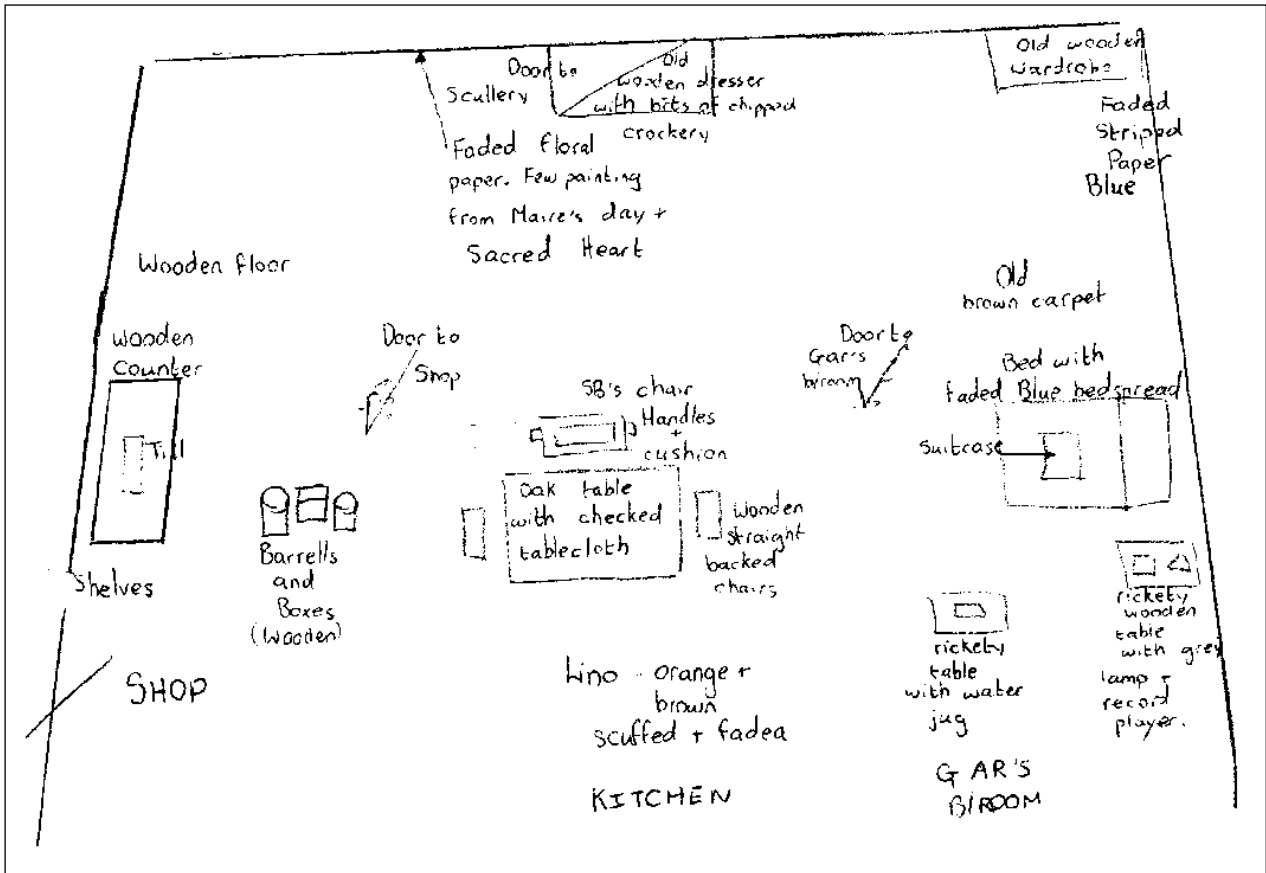 Door to
Scullery
Old
wooden dresser
with bits of chipped
crockery
Old wooden
wardrobe
Faded
Striped
Paper
Blue
Faded floral
paper. Few painting
from Maire's day +
Sacred Heart
Wooden floor
Old
brown carpet
Wooden
Counter
Till
Door to
Shop
SB's chair
Handles
+
cushion
Door to
Gar's
b/room
Bed with
faded Blue bedspread
Suitcase
Oak table
with checked
tablecloth
Wooden
straight
backed
chairs
Shelves
Barrells
and
Boxes
(Wooden)
rickety
table
with water
jug
rickety
wooden
table
with grey
lamp +
record
player.
SHOP
Lino - orange +
brown
scuffed + faded
KITCHEN
GAR'S
B/ROOM